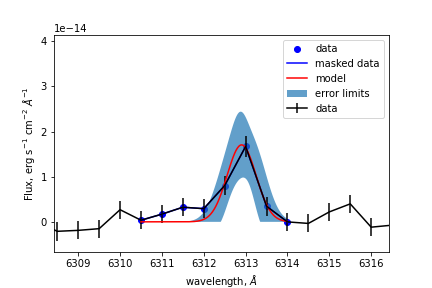 1e−14
4
3
2
1
0
Flux, erg s⁻¹ cm⁻² Å⁻¹
data
masked data
model
error limits
data
6309 6310 6311 6312 6313 6314 6315 6316
wavelength, Å